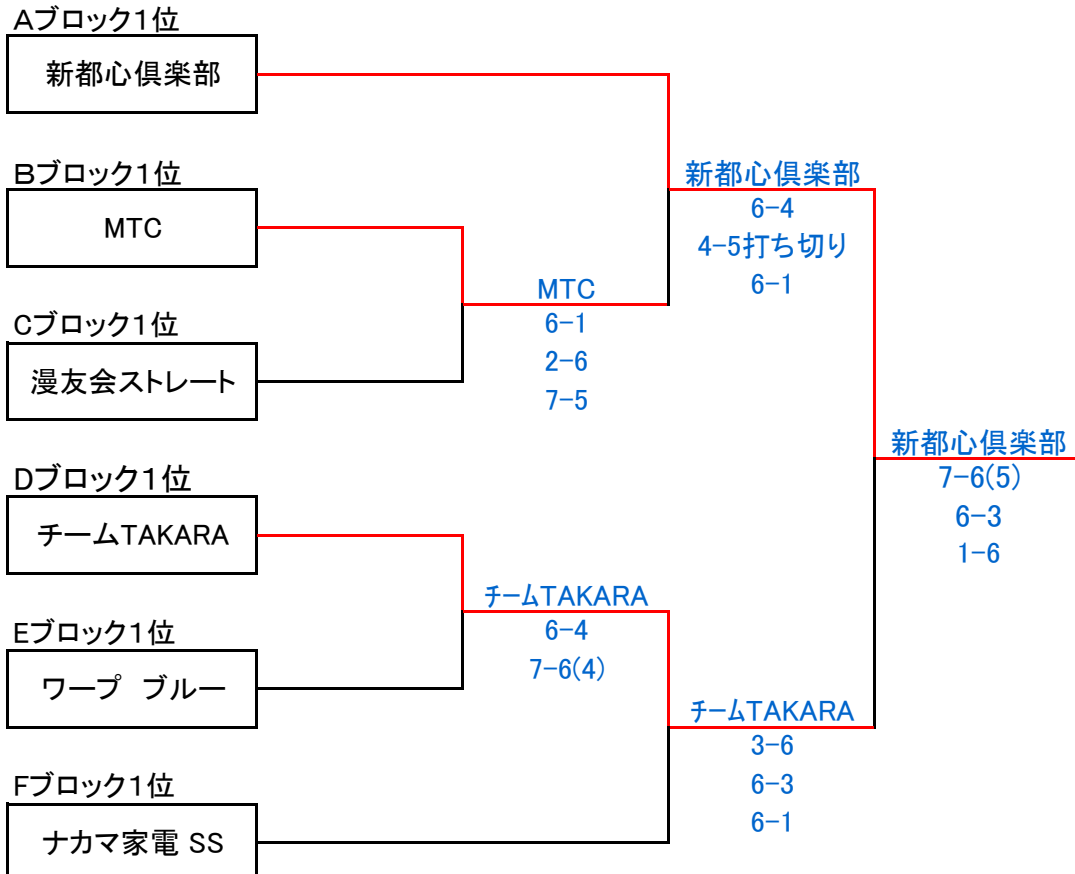 Aブロック1位
新都心倶楽部
Bブロック1位
MTC
Cブロック1位
漫友会ストレート
Dブロック1位
チームTAKARA
Eブロック1位
ワープ　ブルー
Fブロック1位
ナカマ家電 SS
MTC
6-1
2-6
7-5
チームTAKARA
6-4
7-6(4)
新都心倶楽部
6-4
4-5打ち切り
6-1
チームTAKARA
3-6
6-3
6-1
新都心倶楽部
7-6(5)
6-3
1-6